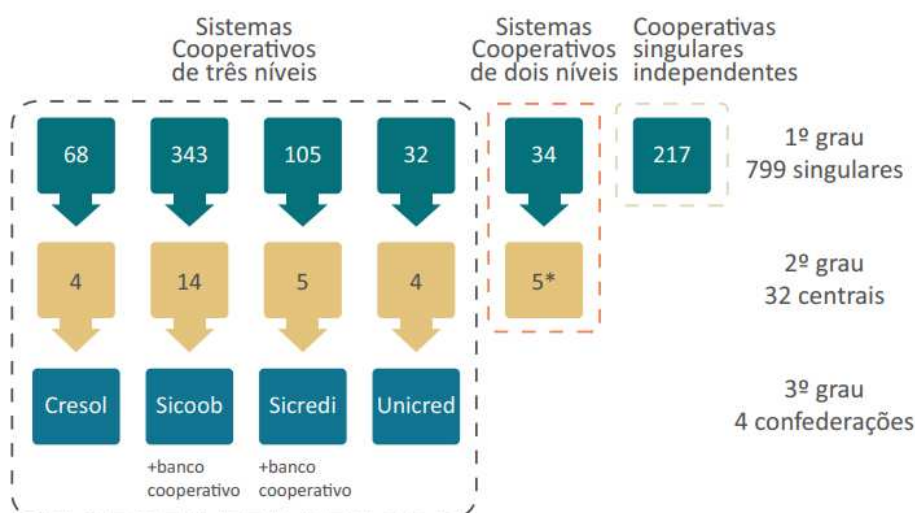 Sistemas
Cooperativos
de três níveis
Sistemas
Cooperativos
de dois níveis
Cooperativas
singulares
independentes
68
343
105
32
34
217
1º grau
799 singulares
4
14
5
4
5*
2º grau
32 centrais
Cresol
Sicoob
Sicredi
Unicred
3º grau
4 confederações
+banco
cooperativo
+banco
cooperativo